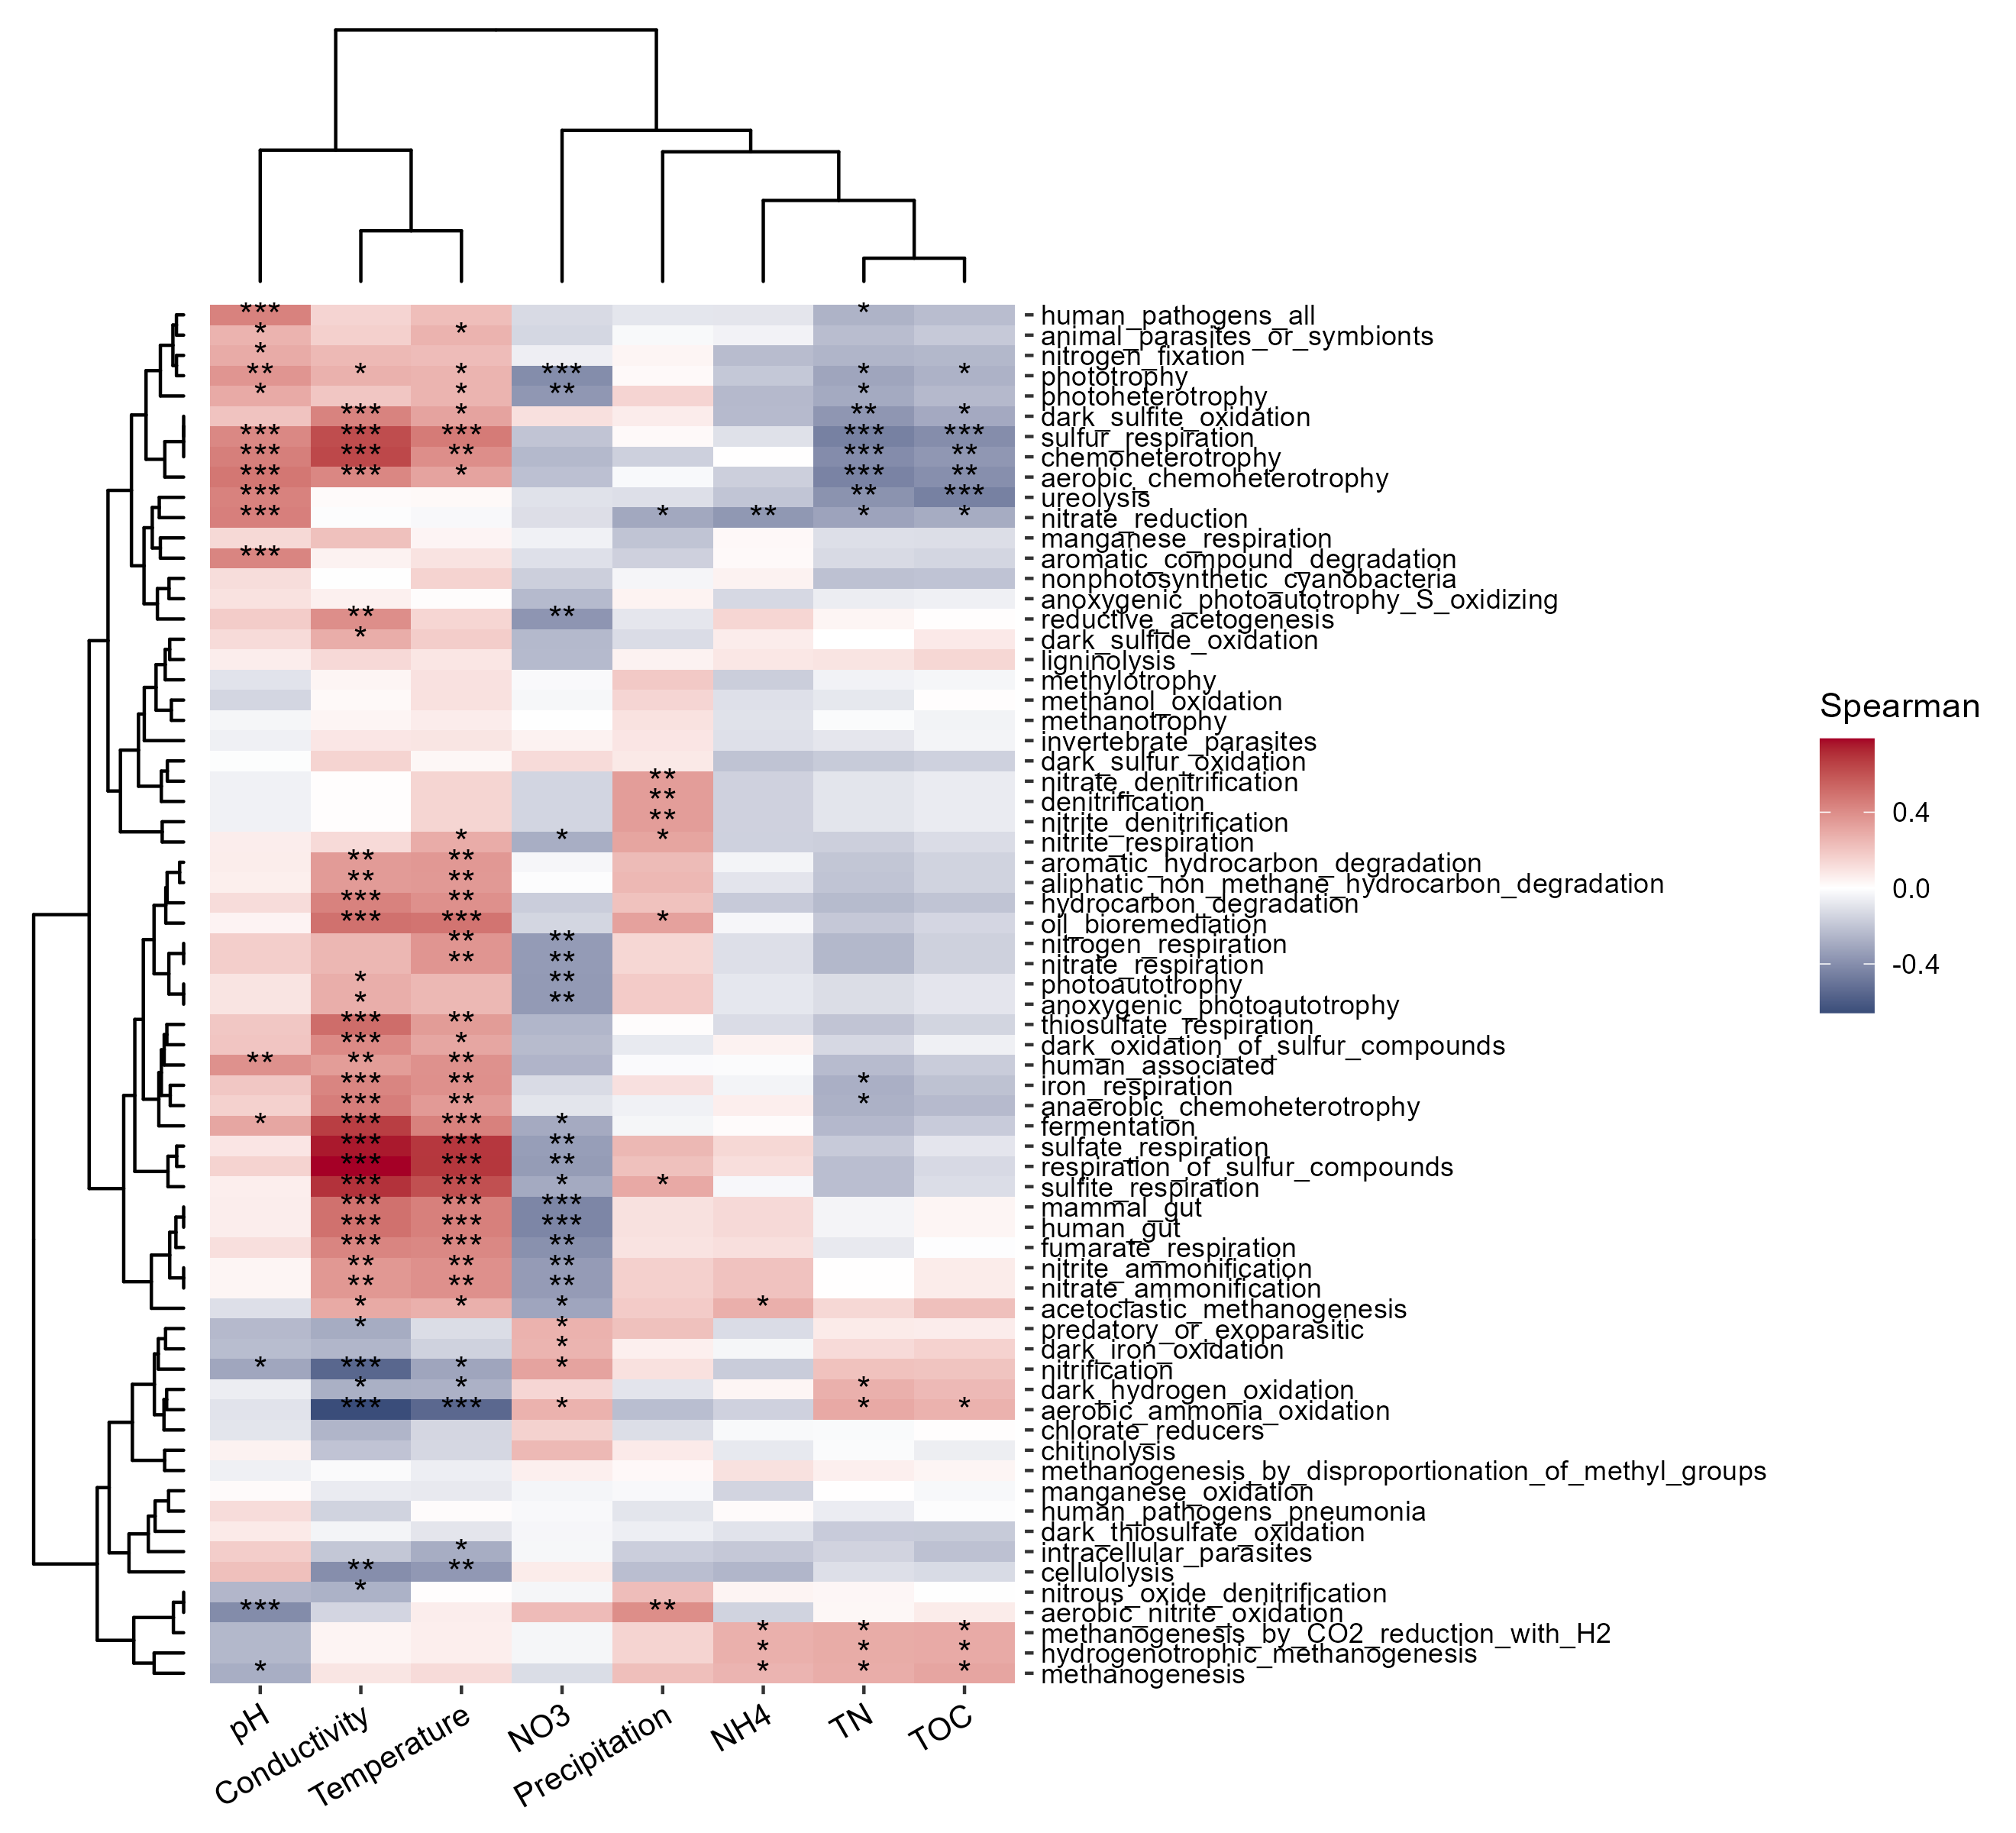 *** * human_pathogens_all
* * animal_parasites_or_symbionts
* nitrogen_fixation
** * * *** * * phototrophy
* * ** * photoheterotrophy
*** * ** * dark_sulfite_oxidation
*** *** *** *** *** sulfur_respiration
*** *** ** *** ** chemoheterotrophy
*** *** * *** ** aerobic_chemoheterotrophy
*** ** *** ureolysis
*** * ** * * nitrate_reduction
manganese_respiration
*** aromatic_compound_degradation
nonphotosynthetic_cyanobacteria
anoxygenic_photoautotrophy_S_oxidizing
** ** reductive_acetogenesis
* dark_sulfide_oxidation
ligninolysis
methylotrophy
methanol_oxidation
methanotrophy
invertebrate_parasites
dark_sulfur_oxidation
** nitrate_denitrification
** denitrification
** nitrite_denitrification
* * * nitrite_respiration
** ** aromatic_hydrocarbon_degradation
** ** aliphatic_non_methane_hydrocarbon_degradation
*** ** hydrocarbon_degradation
*** *** * oil_bioremediation
** ** nitrogen_respiration
** ** nitrate_respiration
* ** photoautotrophy
* ** anoxygenic_photoautotrophy
*** ** thiosulfate_respiration
*** * dark_oxidation_of_sulfur_compounds
** ** ** human_associated
*** ** * iron_respiration
*** ** * anaerobic_chemoheterotrophy
* *** *** * fermentation
*** *** ** sulfate_respiration
*** *** ** respiration_of_sulfur_compounds
*** *** * * sulfite_respiration
*** *** *** mammal_gut
*** *** *** human_gut
*** *** ** fumarate_respiration
** ** ** nitrite_ammonification
** ** ** nitrate_ammonification
* * * * acetoclastic_methanogenesis
* * predatory_or_exoparasitic
* dark_iron_oxidation
* *** * * nitrification
* * * dark_hydrogen_oxidation
*** *** * * * aerobic_ammonia_oxidation
chlorate_reducers
chitinolysis
methanogenesis_by_disproportionation_of_methyl_groups
manganese_oxidation
human_pathogens_pneumonia
dark_thiosulfate_oxidation
* intracellular_parasites
** ** cellulolysis
* nitrous_oxide_denitrification
*** ** aerobic_nitrite_oxidation
* * * methanogenesis_by_CO2_reduction_with_H2
* * * hydrogenotrophic_methanogenesis
* * * * methanogenesis
pH
Conductivity
Temperature
NO3
Precipitation
NH4
TN
TOC
Spearman
0.4
0.0
-0.4